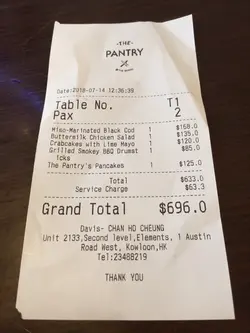 -THE-
PANTRY
Date:2018-07-14 12:36:39
Table No. T1
Pax 2
Miso-Marinated Black Cod 1 $168.0
Buttermilk Chicken Salad 1 $135.0
Crabcakes with Lime Mayo 1 $120.0
Grilled Smokey BBQ Drumst 1 $85.0
icks
The Pantry's Pancakes 1 $125.0
Total $633.0
Service Charge $63.3
Grand Total $696.0
Davis- CHAN HO CHEUNG
Unit 2133,Second level,Elements, 1 Austin
Road West, Kowloon,HK
Tel:23488219
THANK YOU